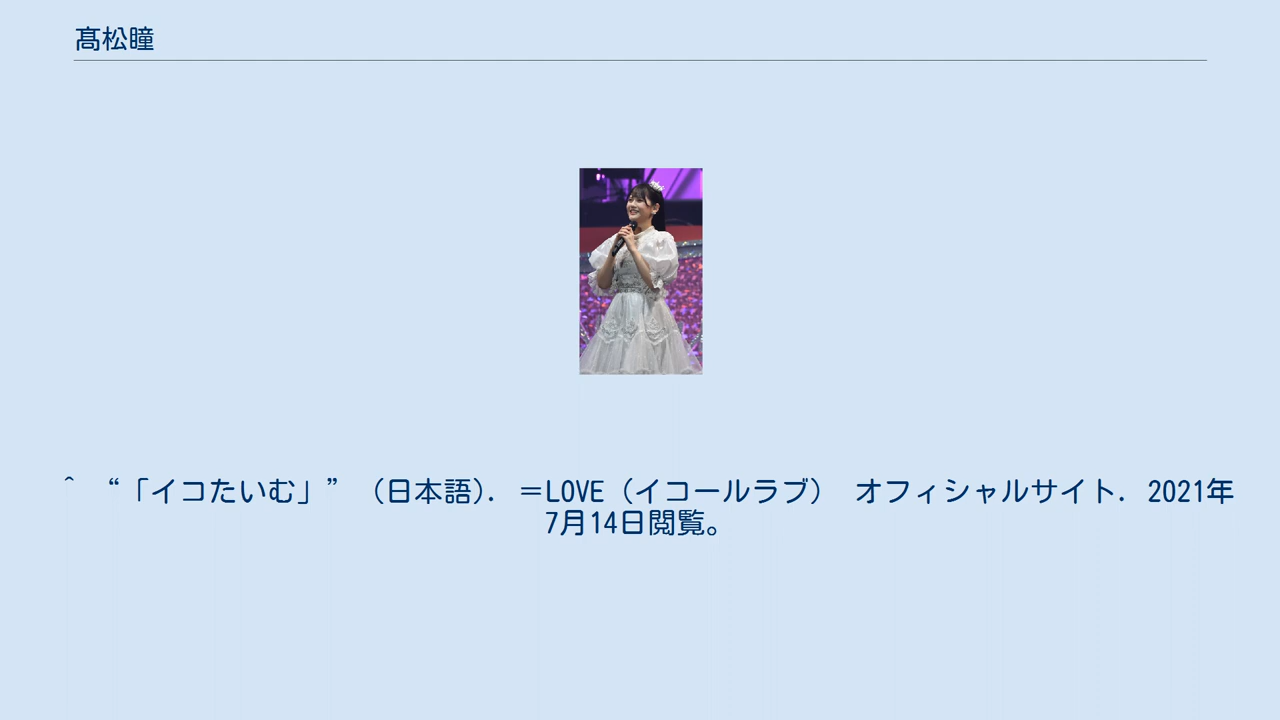 髙松瞳
^ “「イコたいむ」” (日本語). ＝LOVE（イコールラブ） オフィシャルサイト. 2021年
7月14日閲覧。